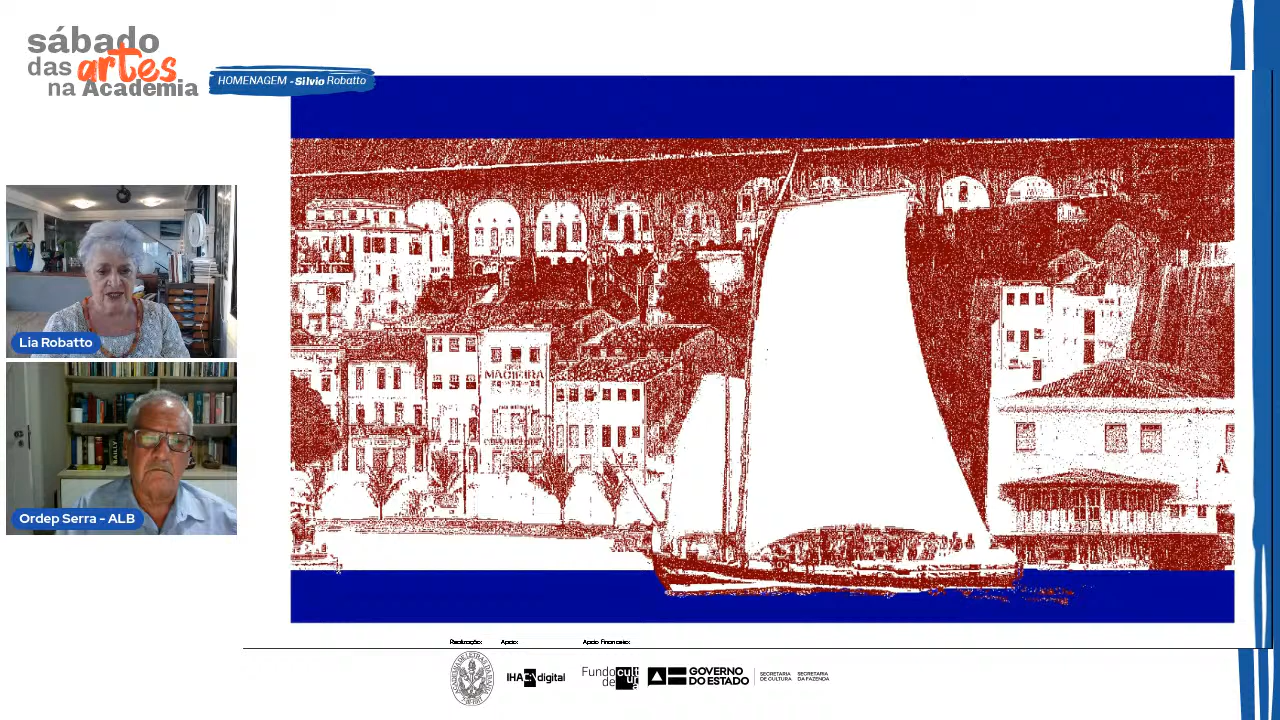 sábado
das artes
na Academia
HOMENAGEM - Silvio Robatto
MACIEIRA
A
Lia Robatto
Ordep Serra - ALB
Realização:
Apoio:
Apoio Financeiro:
IHAC digital
Fundo de cultura
GOVERNO
DO ESTADO
SECRETARIA
DE CULTURA
SECRETARIA
DA FAZENDA